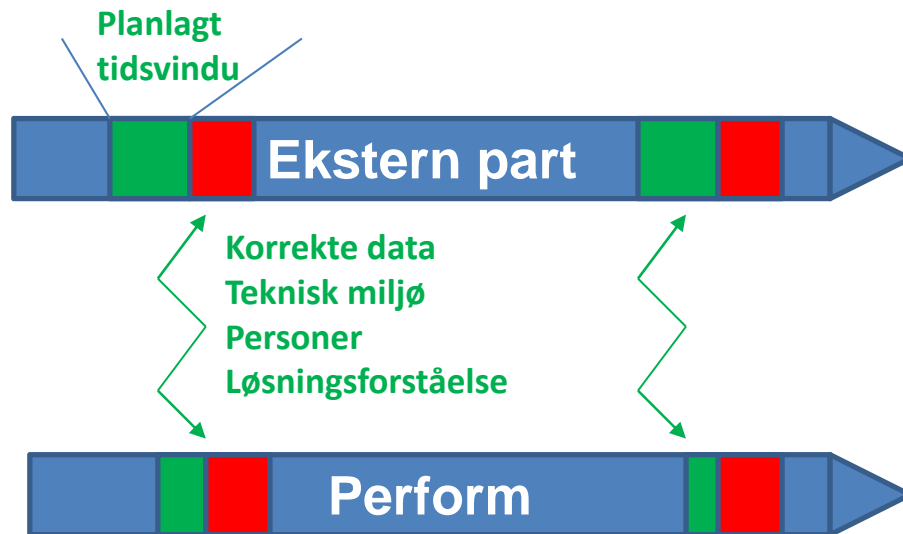 Planlagt
tidsvindu
Ekstern part
Korrekte data
Teknisk miljø
Personer
Løsningsforståelse
Perform